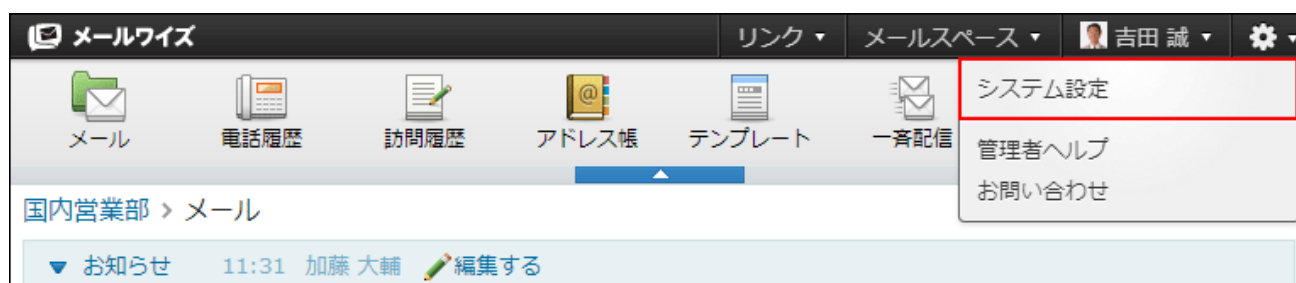 メールワイズ リンク メールスペース 吉田 誠
システム設定
メール 電話履歴 訪問履歴 アドレス帳 テンプレート 一斉配信
管理者ヘルプ
お問い合わせ
国内営業部 > メール
お知らせ 11:31 加藤 大輔 編集する